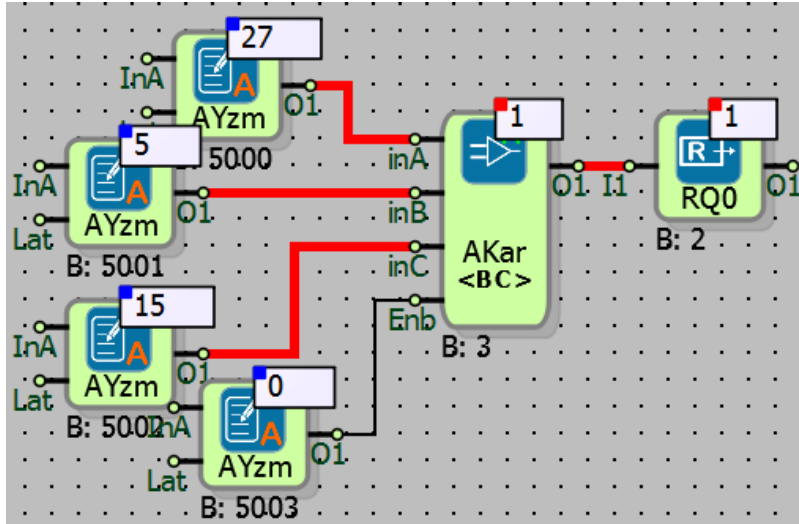 27
InA
A
O1
AYzm
5
B: 5000
1
1
InA
A
O1
AYzm
Lat
B: 5001
inA
inB
inC
Enb
AKar
<BC>
O1
B: 3
I1
R
RQ0
O1
B: 2
15
InA
A
O1
AYzm
Lat
B: 5002
0
InA
A
O1
AYzm
Lat
B: 5003